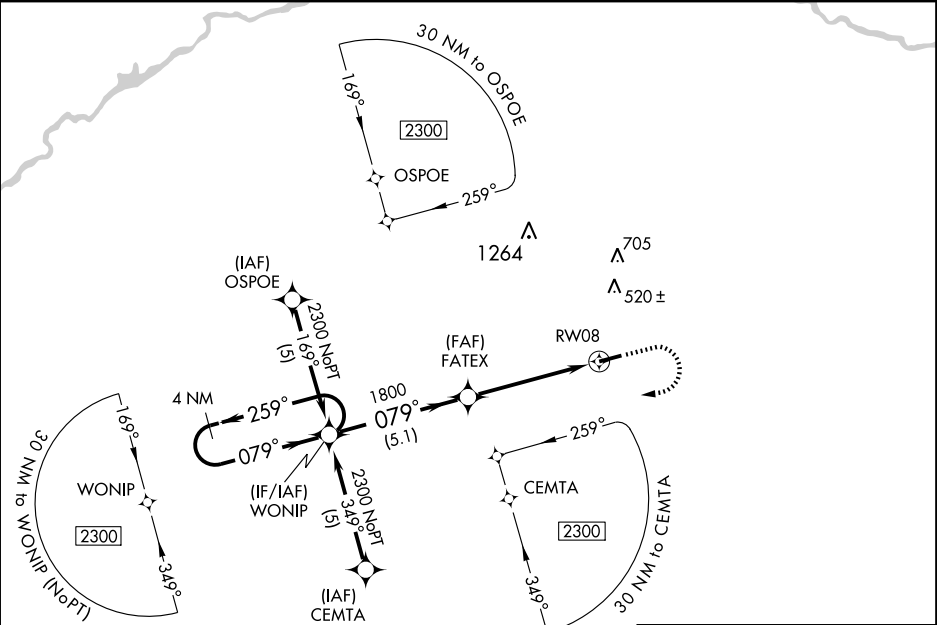 30 NM to OSPOE
169°
2300
OSPOE
259°
1264
705
520 ±
(IAF)
OSPOE
2300 NoPT
169°
(5)
(FAF)
FATEX
RW08
4 NM
259°
079°
1800
079°
(5.1)
(IF/IAF)
WONIP
2300 NoPT
349°
(5)
(IAF)
CEMTA
169°
WONIP
2300
349°
30 NM to WONIP (NoPT)
259°
CEMTA
2300
349°
30 NM to CEMTA